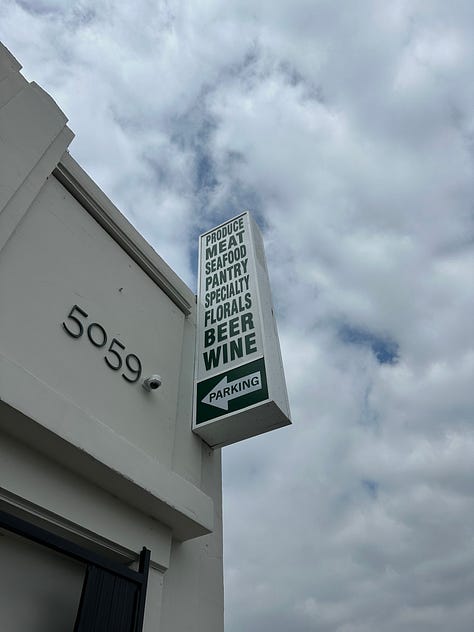 5059
PRODUCE
MEAT
SEAFOOD
PANTRY
SPECIALTY
FLORALS
BEER
WINE
PARKING